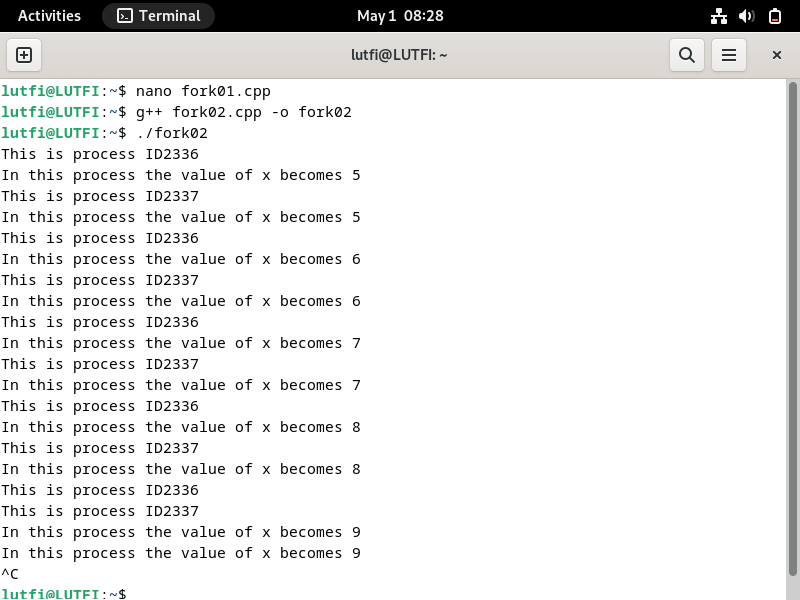 Activities Terminal May 1 08:28
lutfi@LUTFI: ~
lutfi@LUTFI:~$ nano fork01.cpp
lutfi@LUTFI:~$ g++ fork02.cpp -o fork02
lutfi@LUTFI:~$ ./fork02
This is process ID2336
In this process the value of x becomes 5
This is process ID2337
In this process the value of x becomes 5
This is process ID2336
In this process the value of x becomes 6
This is process ID2337
In this process the value of x becomes 6
This is process ID2336
In this process the value of x becomes 7
This is process ID2337
In this process the value of x becomes 7
This is process ID2336
In this process the value of x becomes 8
This is process ID2337
In this process the value of x becomes 8
This is process ID2336
This is process ID2337
In this process the value of x becomes 9
In this process the value of x becomes 9
^C
lutfi@LUTFI:~$